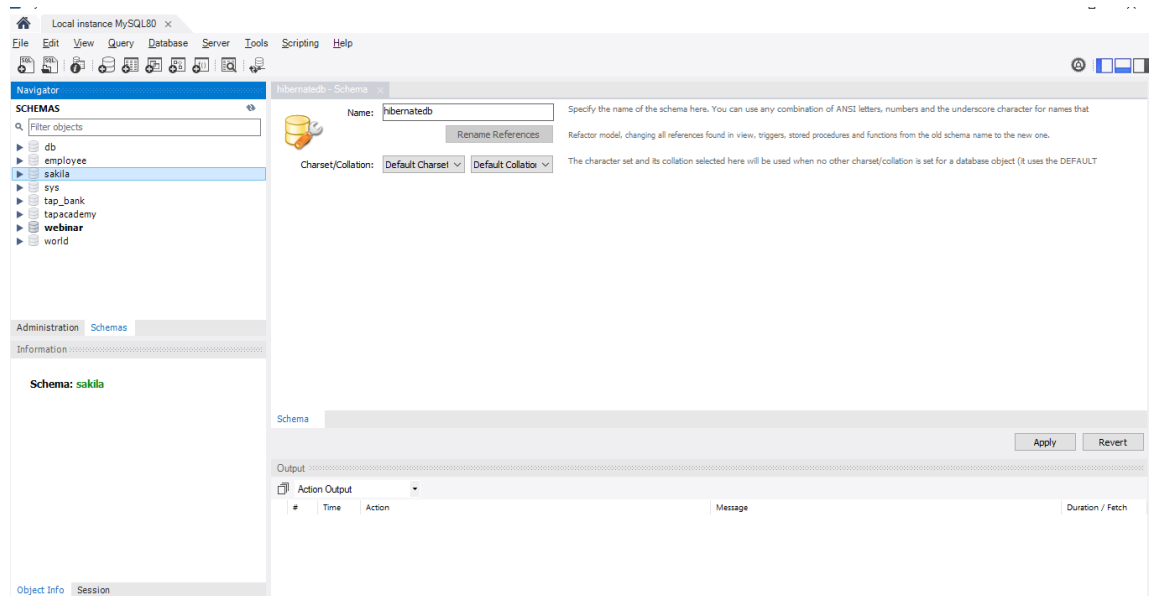 Local instance MySQL80 ×
File Edit View Query Database Server Tools Scripting Help
Navigator
SCHEMAS
Filter objects
db
employee
sakila
sys
tap_bank
tapacademy
webinar
world
Administration Schemas
Information
Schema: sakila
Object Info Session
hibernatedb - Schema ×
Name: hibernatedb
Specify the name of the schema here. You can use any combination of ANSI letters, numbers and the underscore character for names that
Rename References
Refactor model, changing all references found in view, triggers, stored procedures and functions from the old schema name to the new one.
Charset/Collation: Default Charset Default Collation
The character set and its collation selected here will be used when no other charset/collation is set for a database object (it uses the DEFAULT
Schema
Apply Revert
Output
Action Output
# Time Action Message Duration / Fetch